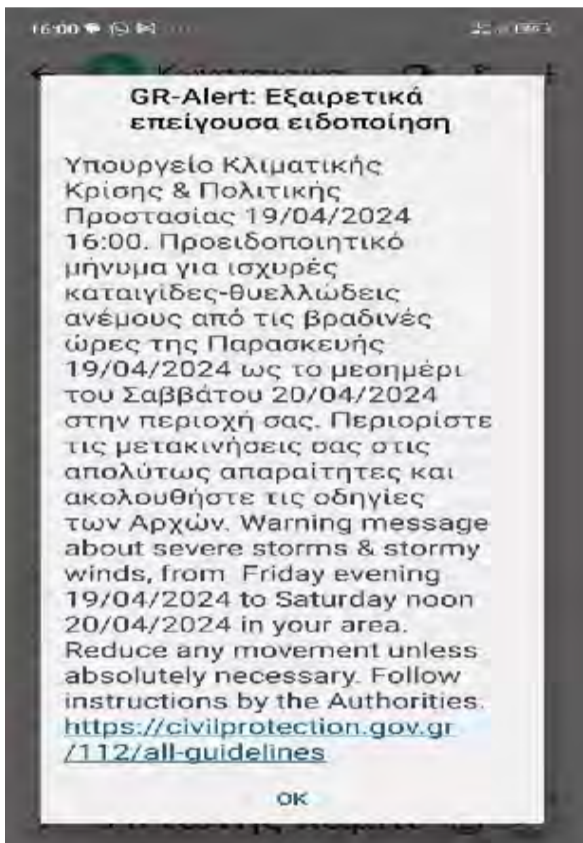 16:00
GR-Alert: Εξαιρετικά
επείγουσα ειδοποίηση
Υπουργείο Κλιματικής
Κρίσης & Πολιτικής
Προστασίας 19/04/2024
16:00. Προειδοποιητικό
μήνυμα για ισχυρές
καταιγίδες-θυελλώδεις
ανέμους από τις βραδινές
ώρες της Παρασκευής
19/04/2024 ως το μεσημέρι
του Σαββάτου 20/04/2024
στην περιοχή σας. Περιορίστε
τις μετακινήσεις σας στις
απολύτως απαραίτητες και
ακολουθήστε τις οδηγίες
των Αρχών. Warning message
about severe storms & stormy
winds, from Friday evening
19/04/2024 to Saturday noon
20/04/2024 in your area.
Reduce any movement unless
absolutely necessary. Follow
instructions by the Authorities.
https://civilprotection.gov.gr
/112/all-guidelines
OK